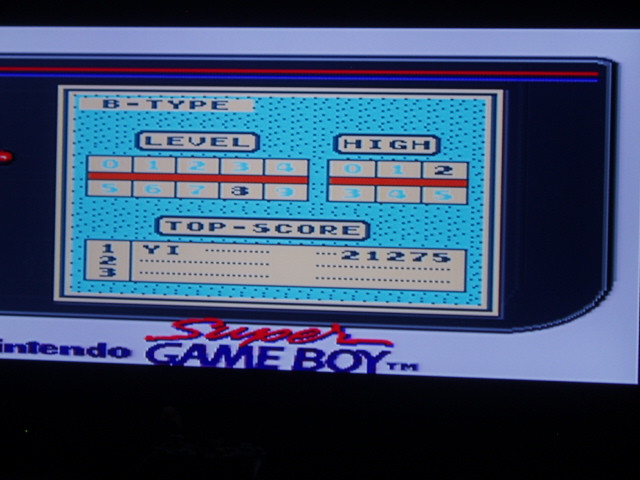 B-TYPE
LEVEL HIGH
0 1 2 3 4 0 1 2
5 6 7 8 9 3 4 5
TOP-SCORE
1 YI 21275
2
3
Super
intendo GAME BOY TM